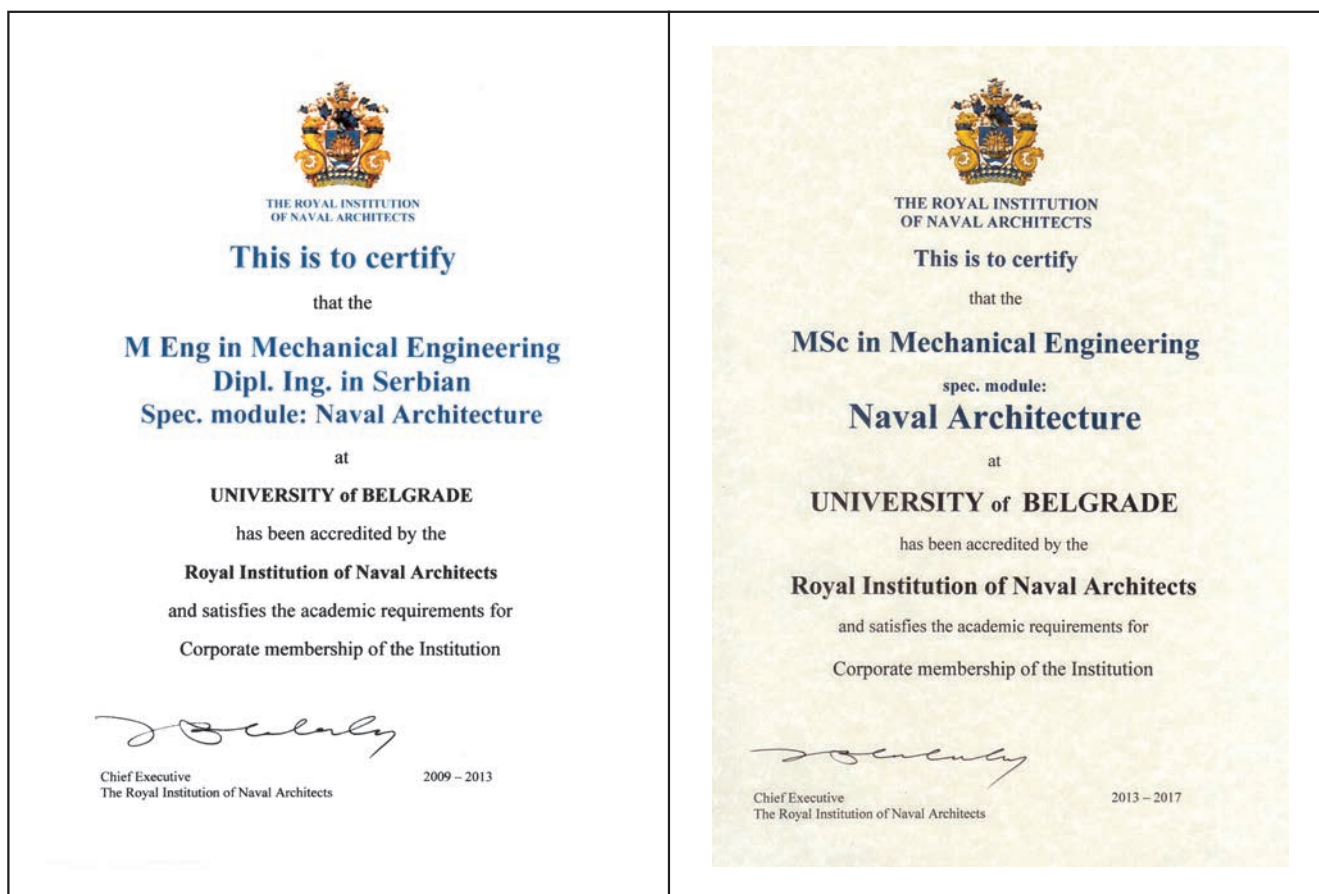 THE ROYAL INSTITUTION
OF NAVAL ARCHITECTS
This is to certify
that the
M Eng in Mechanical Engineering
Dipl. Ing. in Serbian
Spec. module: Naval Architecture
at
UNIVERSITY of BELGRADE
has been accredited by the
Royal Institution of Naval Architects
and satisfies the academic requirements for
Corporate membership of the Institution
Chief Executive
2009 – 2013
The Royal Institution of Naval Architects
THE ROYAL INSTITUTION
OF NAVAL ARCHITECTS
This is to certify
that the
MSc in Mechanical Engineering
spec. module:
Naval Architecture
at
UNIVERSITY of BELGRADE
has been accredited by the
Royal Institution of Naval Architects
and satisfies the academic requirements for
Corporate membership of the Institution
Chief Executive
2013 – 2017
The Royal Institution of Naval Architects